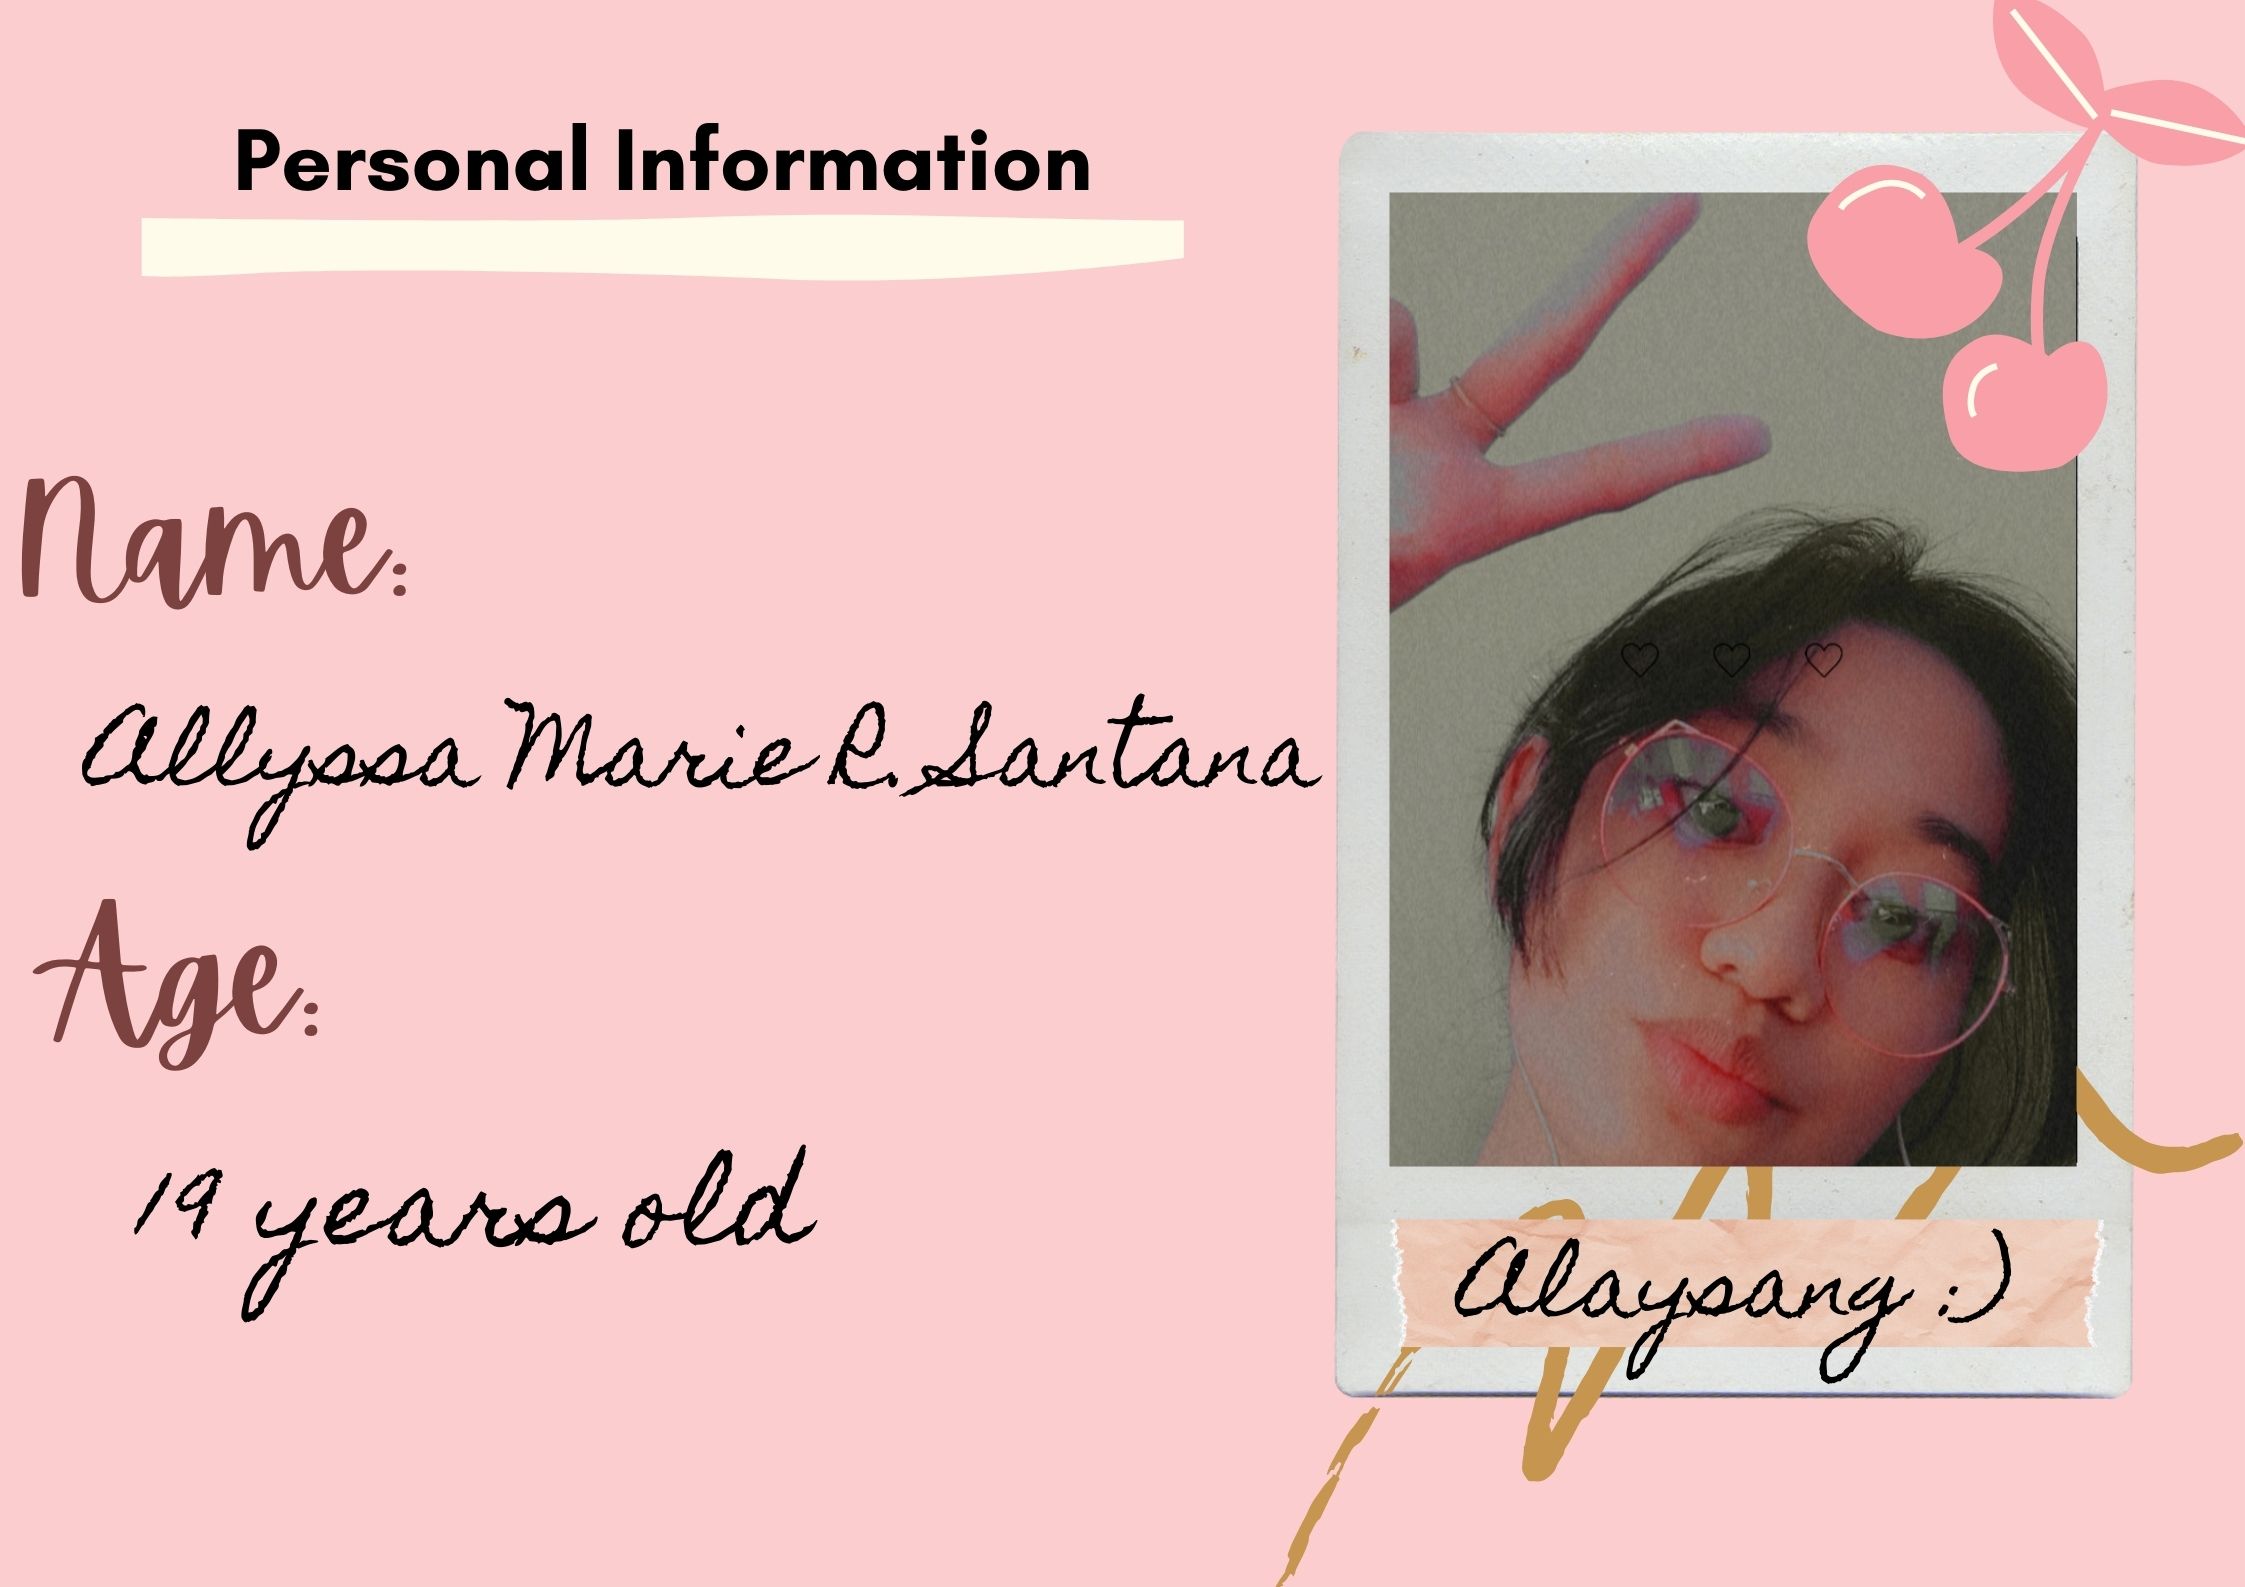 Personal Information
Name:
Allyssa Marie R. Santana
Age:
19 years old
Alaysang :)